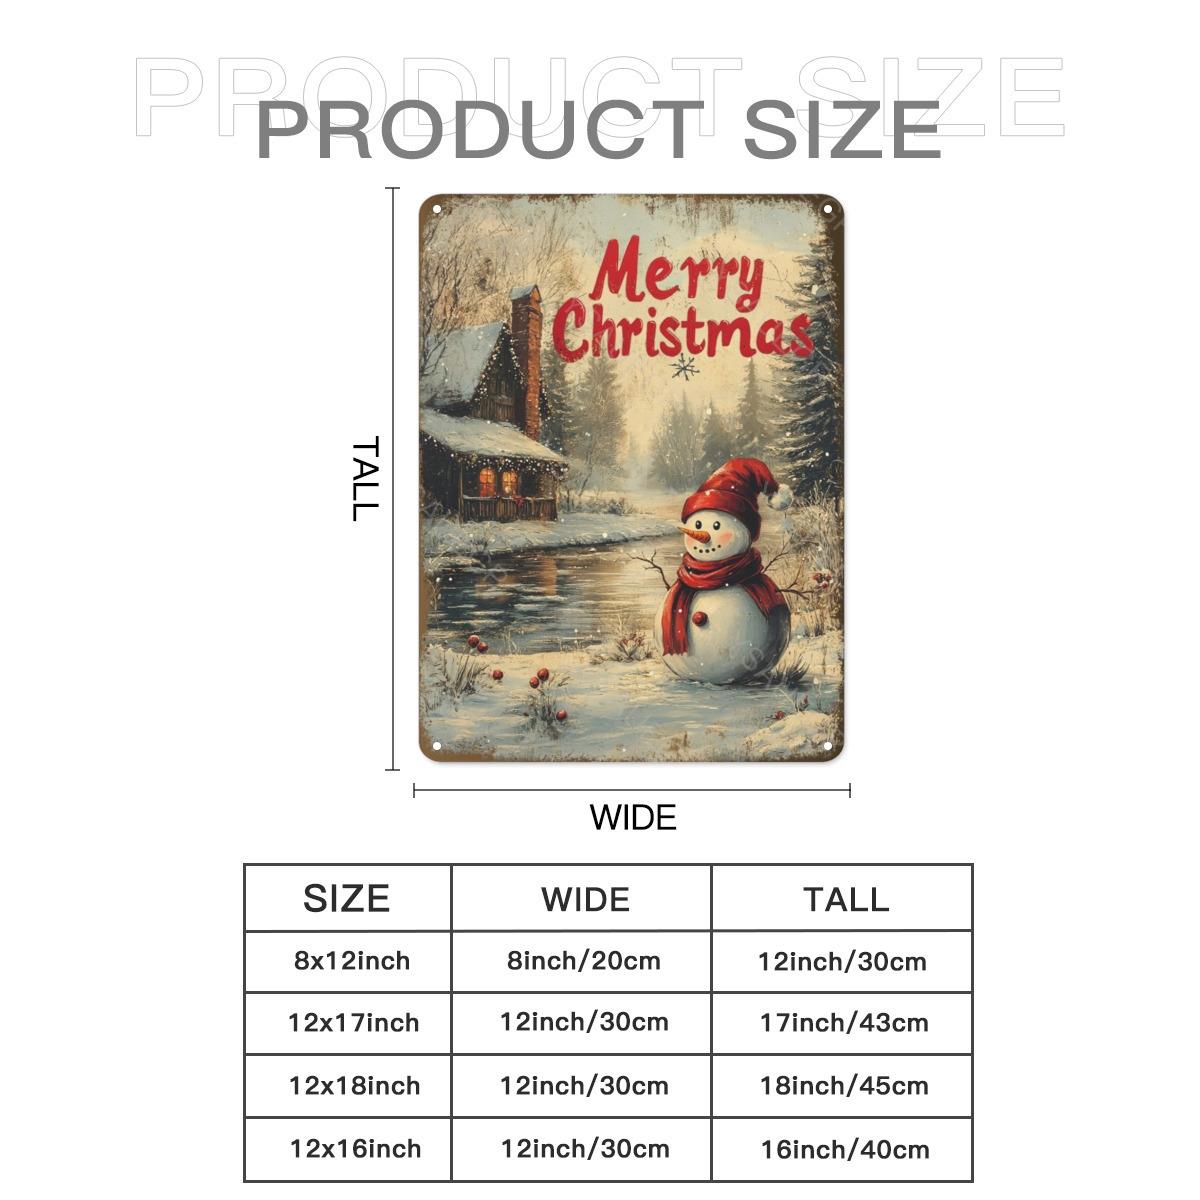 PRODUCT SIZE
PRODUCT SIZE
Merry
Christmas
TALL
WIDE
SIZE WIDE TALL
8x12inch 8inch/20cm 12inch/30cm
12x17inch 12inch/30cm 17inch/43cm
12x18inch 12inch/30cm 18inch/45cm
12x16inch 12inch/30cm 16inch/40cm